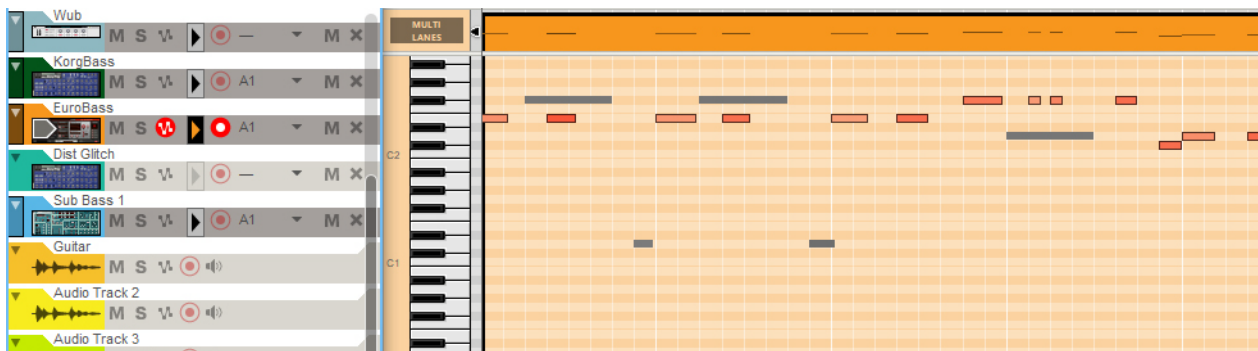 Wub
M S — M
MULTI
LANES
KorgBass
M S A1 M
EuroBass
M S A1 M
C2
Dist Glitch
M S — M
Sub Bass 1
M S A1 M
Guitar
M S
C1
Audio Track 2
M S
Audio Track 3